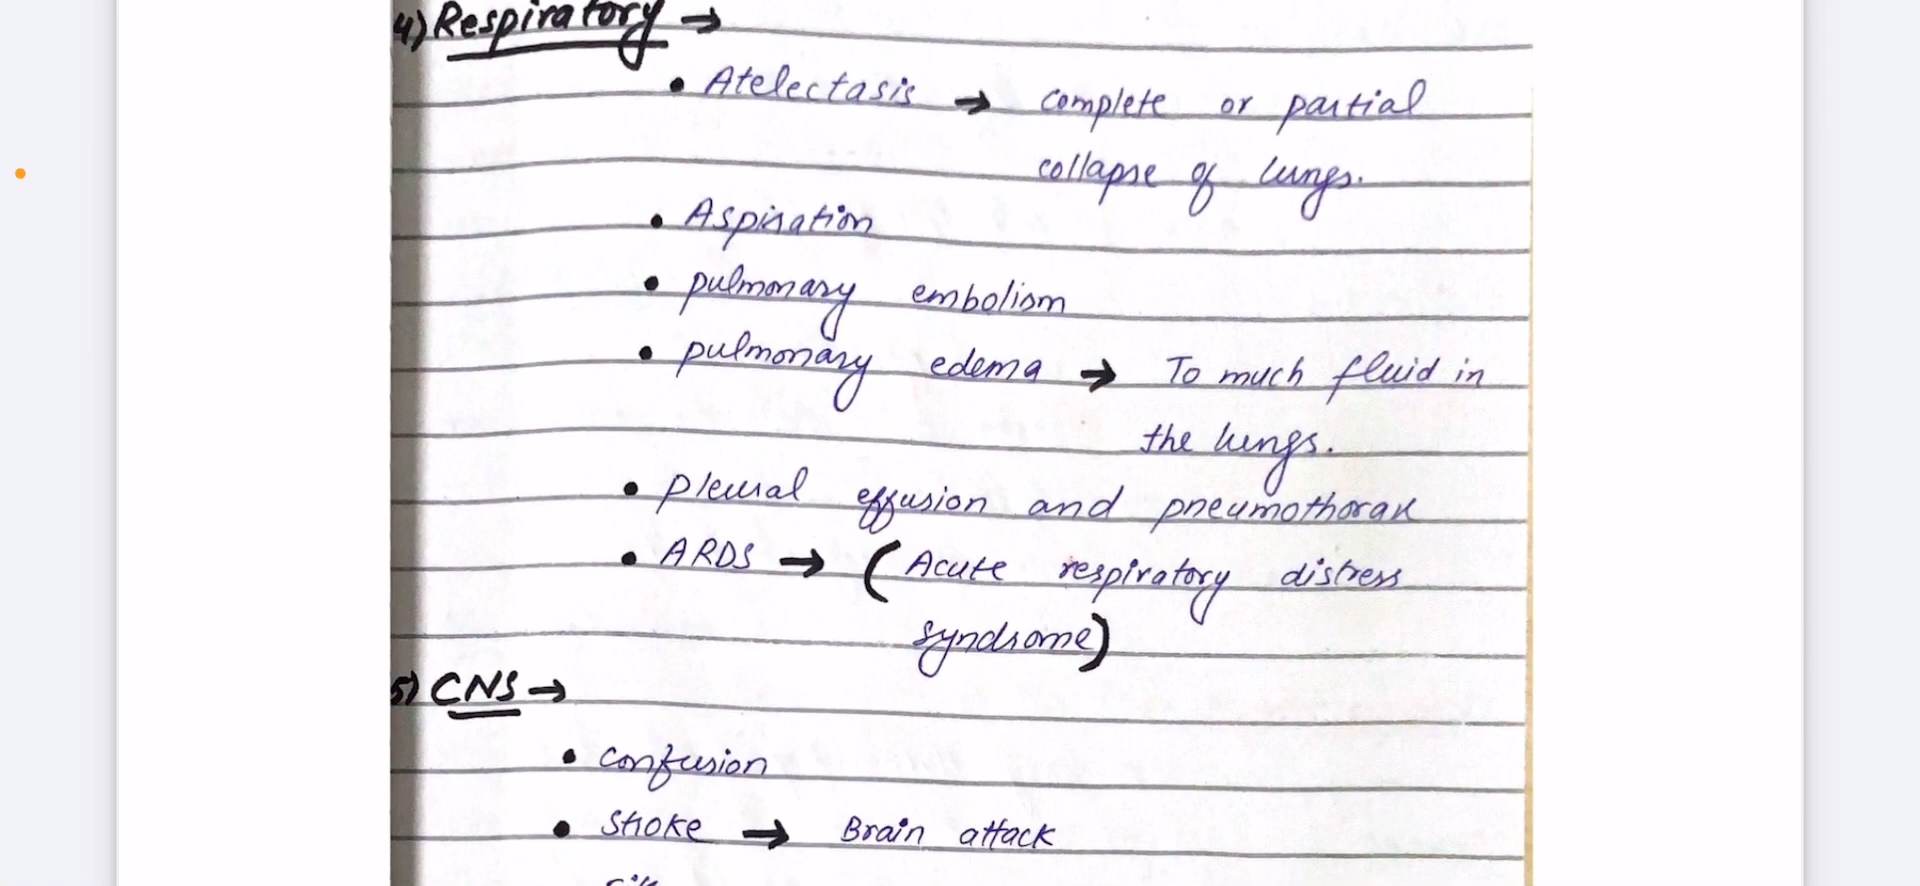 4) Respiratory →
• Atelectasis → complete or partial
collapse of lungs.
• Aspiration
• pulmonary embolism
• pulmonary edema → To much fluid in
the lungs.
• pleural effusion and pneumothorax
• ARDS → (Acute respiratory distress
syndrome)
5) CNS →
• confusion
• Stroke → Brain attack